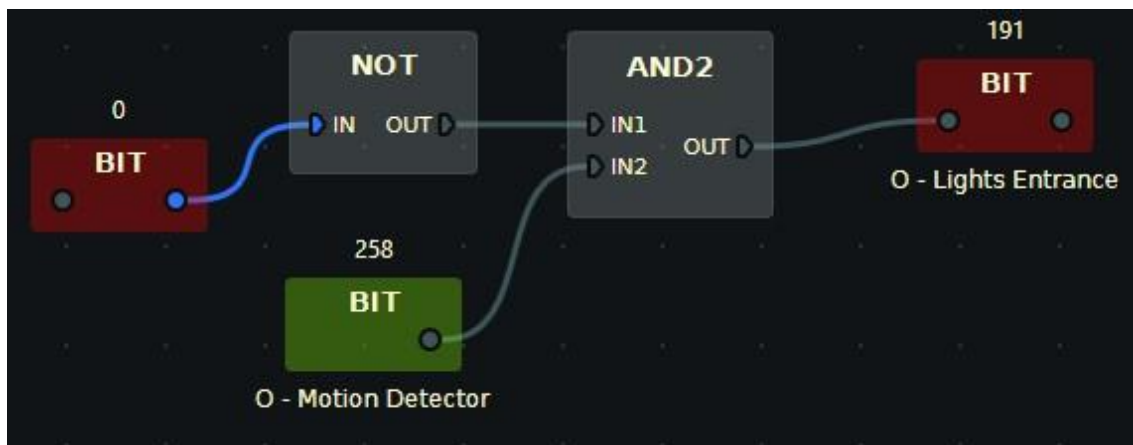 0
BIT
NOT
IN OUT
258
BIT
O - Motion Detector
AND2
IN1
IN2
OUT
191
BIT
O - Lights Entrance